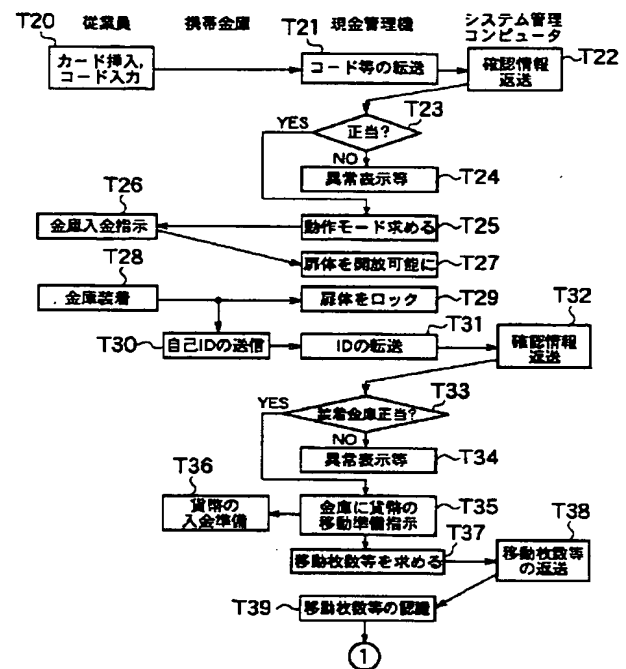 従業員
携帯金庫
現金管理機
システム管理
コンピュータ
T20
カード挿入,
コード入力
T21
コード等の転送
T22
確認情報
返送
T23
正当?
YES
NO
異常表示等
T24
動作モード求める
T25
T26
金庫入金指示
扉体を開放可能に
T27
T28
金庫装着
扉体をロック
T29
T30
自己IDの送信
T31
IDの転送
T32
確認情報
返送
T33
装着金庫正当?
YES
NO
異常表示等
T34
T35
金庫に貨幣の
移動準備指示
T36
貨幣の
入金準備
T37
移動枚数等を求める
T38
移動枚数等
の返送
T39
移動枚数等の認識
1